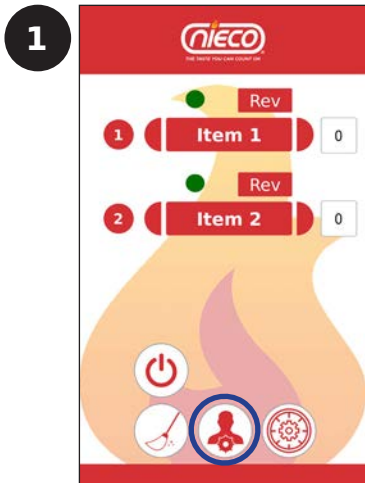 1
nieco
THE TASTE YOU CAN COUNT ON
Rev
1 Item 1 0
Rev
2 Item 2 0